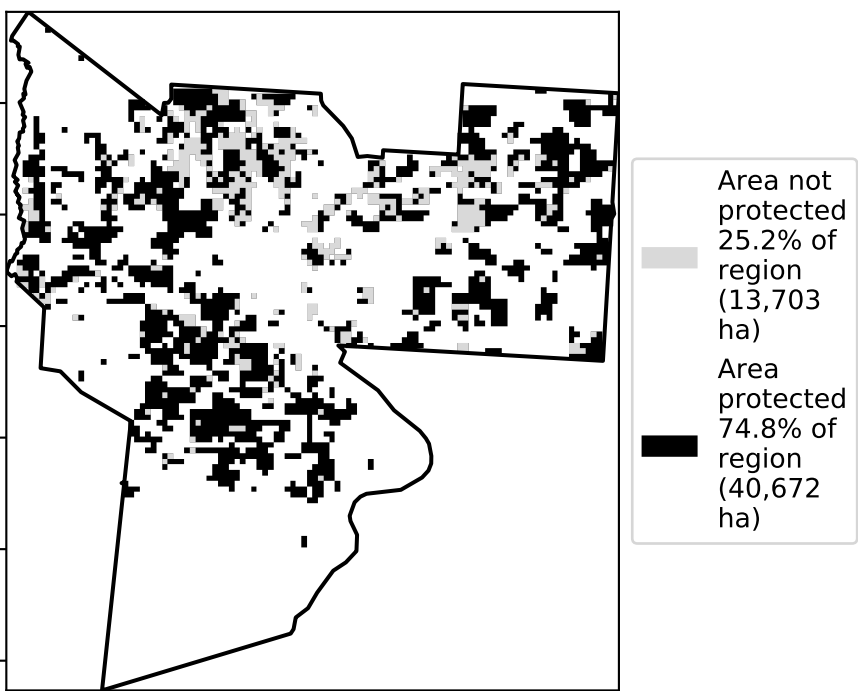 Area not
protected
25.2% of
region
(13,703
ha)
Area
protected
74.8% of
region
(40,672
ha)